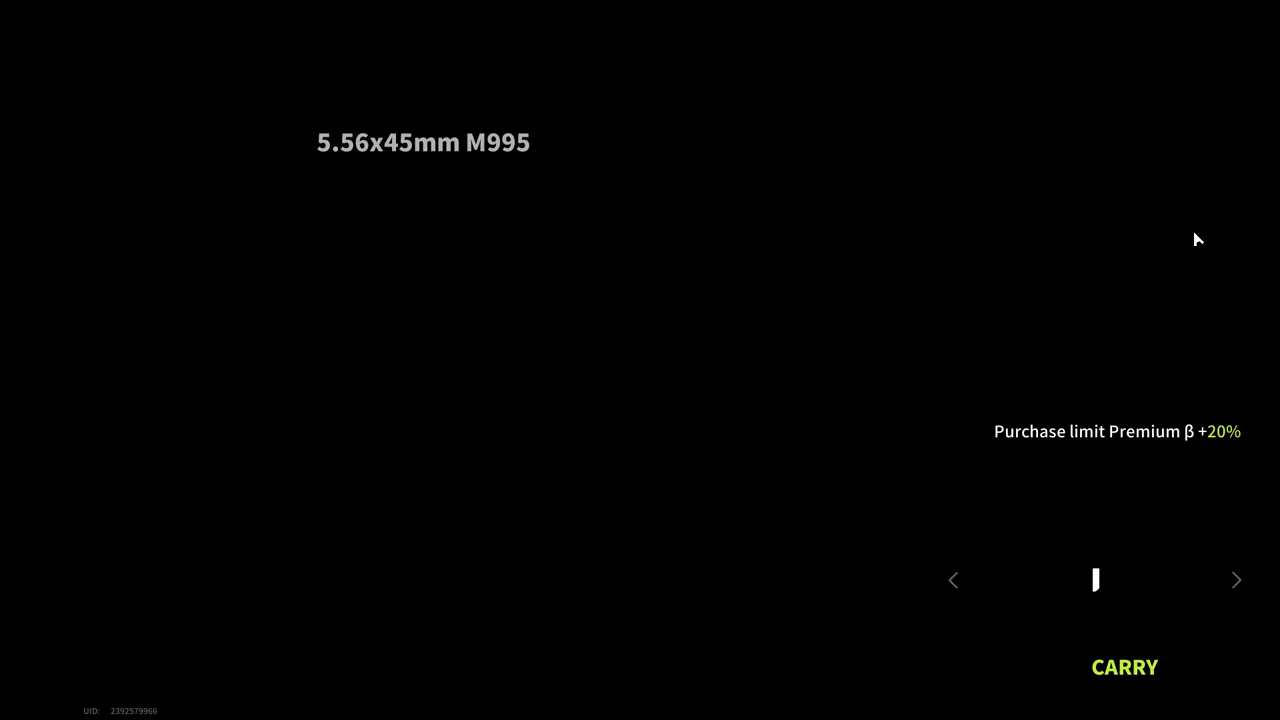 5.56x45mm M995
Purchase limit Premium β +20%
CARRY
UID: 2392579966